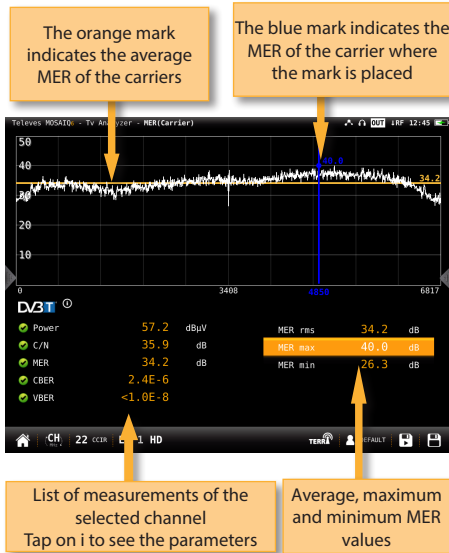 The orange mark
indicates the average
MER of the carriers
The blue mark indicates the
MER of the carrier where
the mark is placed
Televes MOSAIQ6 - Tv Analyzer - MER(Carrier)
OUT ↓RF 12:45
50
40
30
20
10
40.0
34.2
0
3408
4650
6817
DVB T i
Power 57.2 dBµV
C/N 35.9 dB
MER 34.2 dB
CBER 2.4E-6
VBER <1.0E-8
MER rms 34.2 dB
MER max 40.0 dB
MER min 26.3 dB
CH 22 CCIR 1 HD
TERR DEFAULT
List of measurements of the
selected channel
Tap on i to see the parameters
Average, maximum
and minimum MER
values